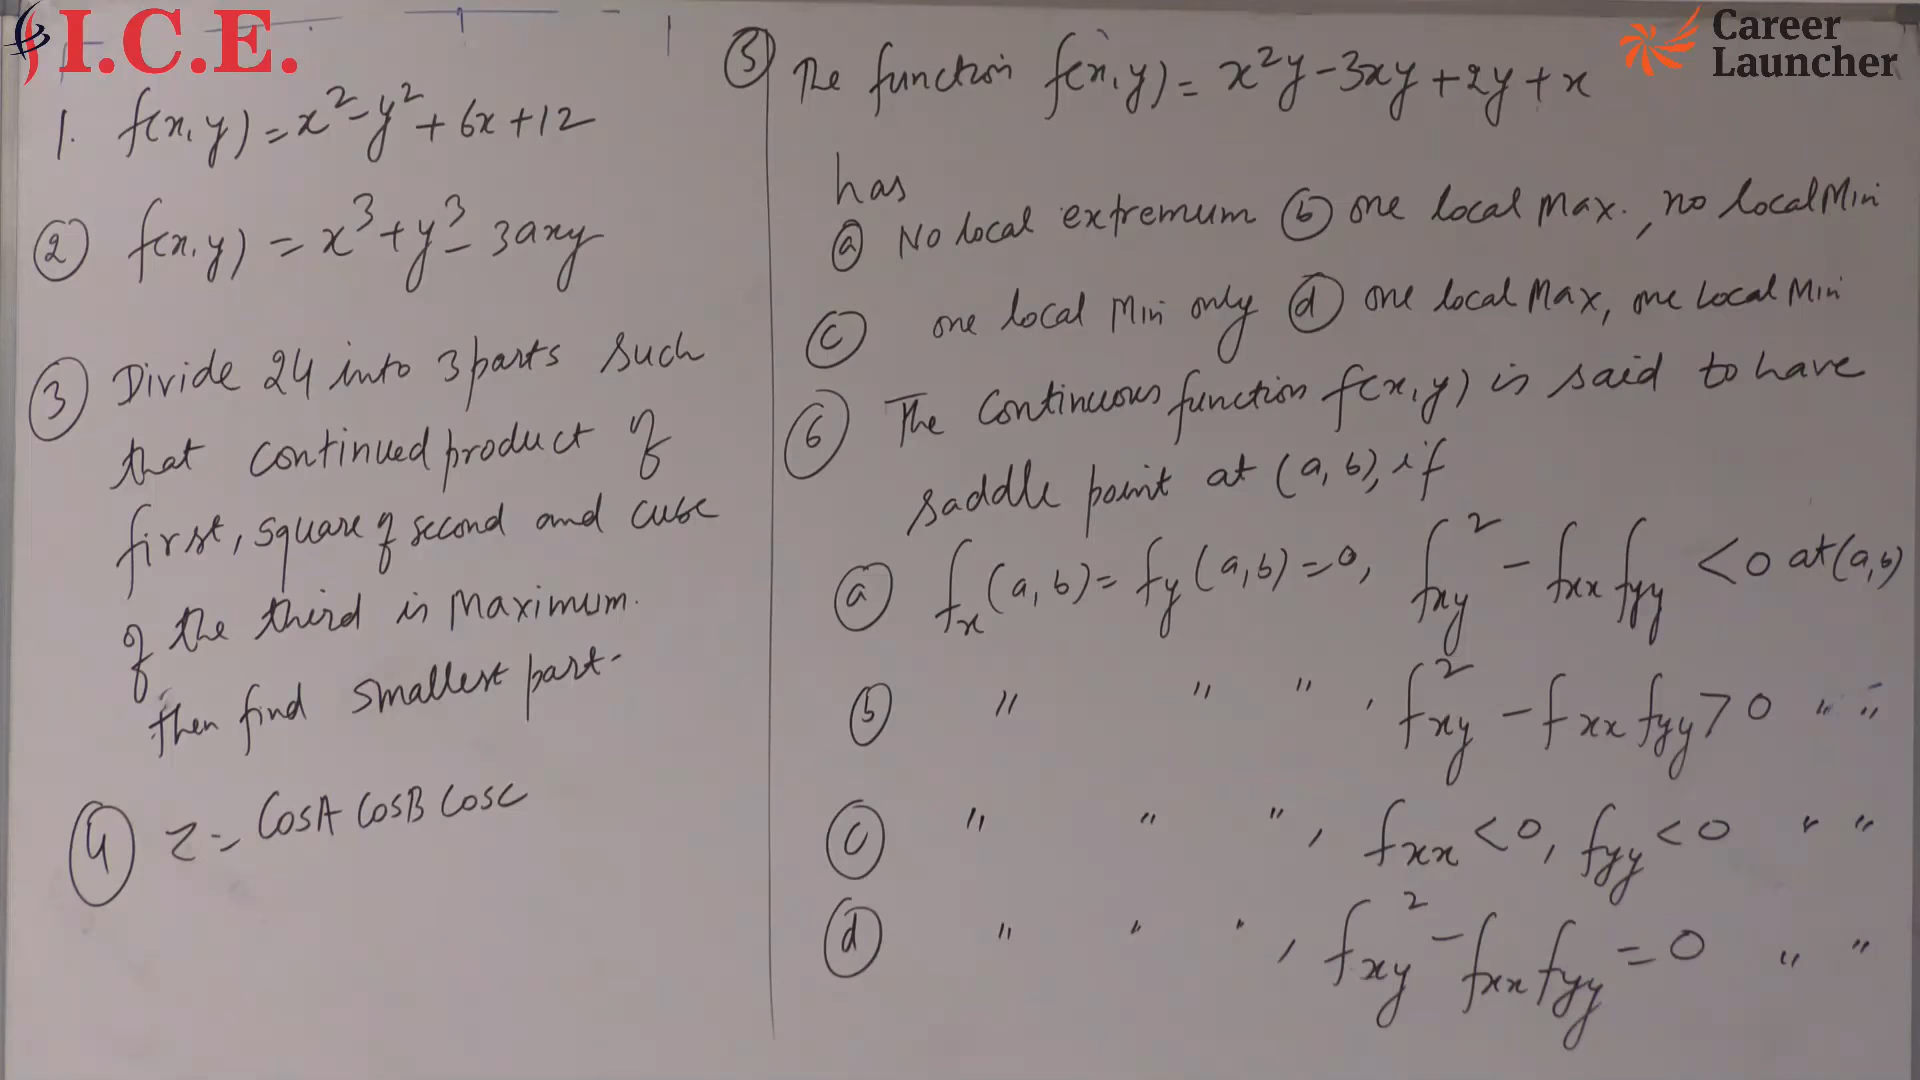 I.C.E.
Career
Launcher
1. f(x,y) = x² - y² + 6x + 12
② f(x,y) = x³ + y³ - 3axy
③ Divide 24 into 3 parts such
that continued product of
first, square of second and cube
of the third is Maximum.
then find smallest part.
④ z = CosA CosB Cosc
⑤ The function f(x,y) = x²y - 3xy + 2y + x
has
ⓐ No local extremum ⓑ one local Max., no local Min
ⓒ one local Min only ⓓ one local Max, one local Min
⑥ The Continuous function f(x,y) is said to have
saddle point at (a,b), if
ⓐ fx(a,b) = fy(a,b) = 0, fxy² - fxx fyy < 0 at (a,b)
ⓑ " " ", fxy² - fxx fyy > 0 " "
ⓒ " " ", fxx < 0, fyy < 0 " "
ⓓ " " ", fxy² - fxx fyy = 0 " "